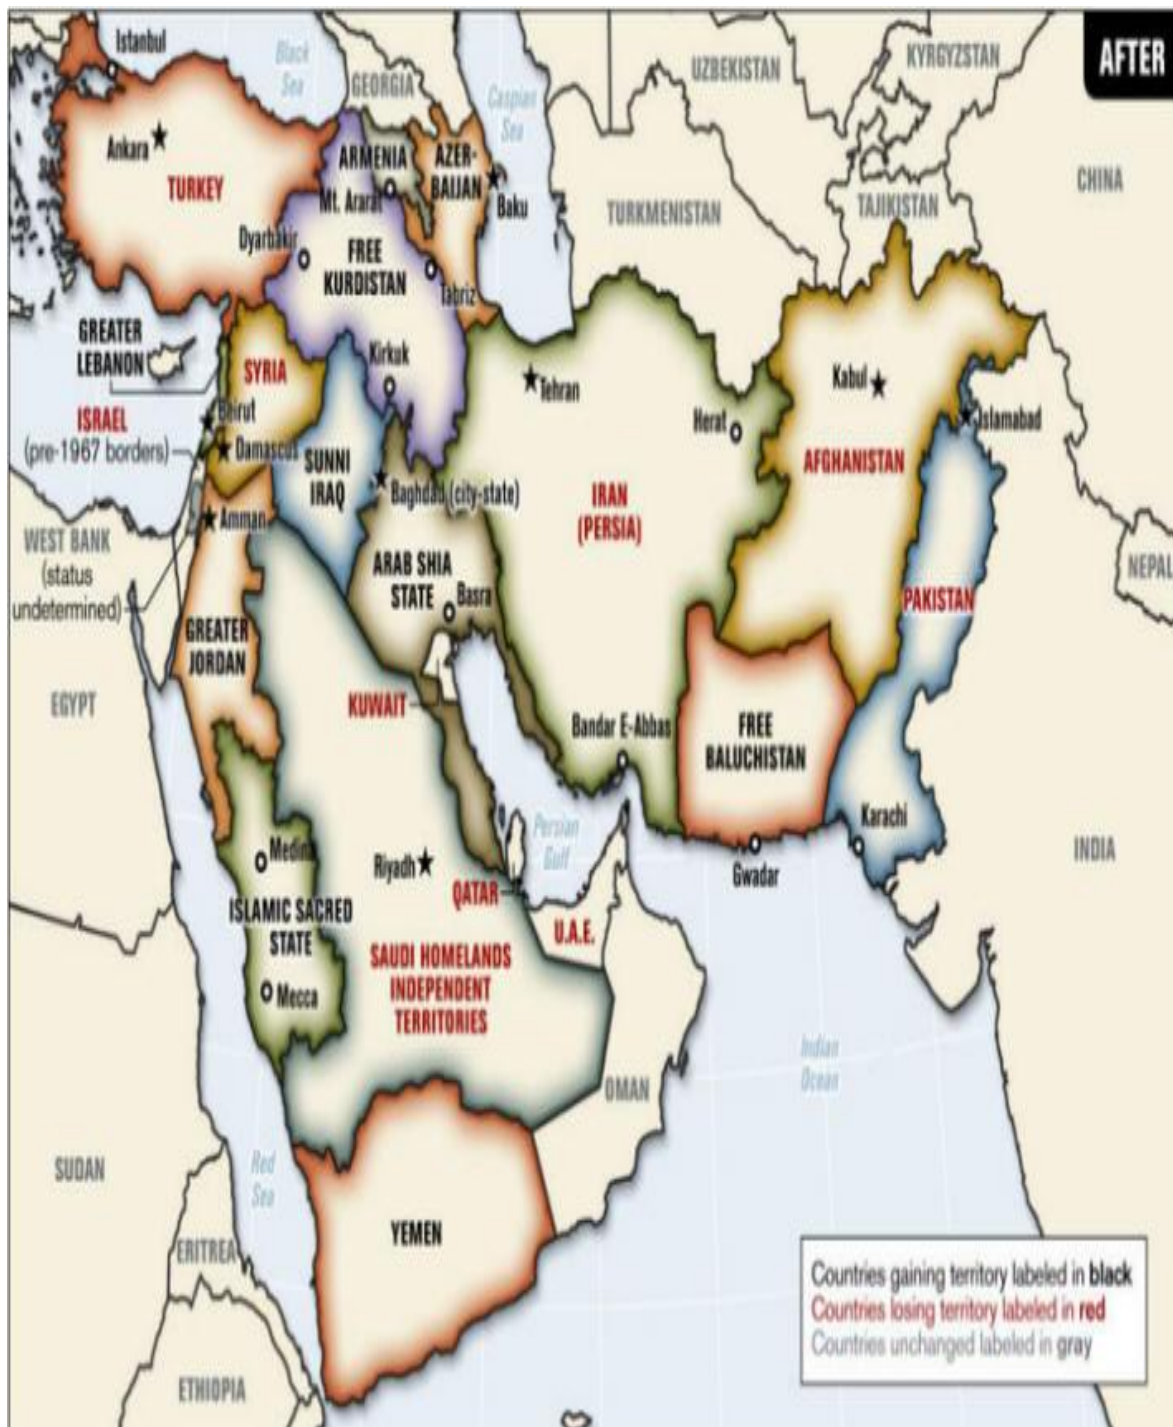 AFTER
Istanbul
Black
Sea
GEORGIA
Caspian
Sea
UZBEKISTAN
KYRGYZSTAN
Ankara
TURKEY
ARMENIA
AZER-
BAIJAN
Baku
Mt. Ararat
TURKMENISTAN
TAJIKISTAN
CHINA
Dyarbakir
FREE
KURDISTAN
Tabriz
GREATER
LEBANON
SYRIA
Kirkuk
Tehran
Herat
Kabul
Islamabad
ISRAEL
(pre-1967 borders)
Beirut
Damascus
SUNNI
IRAQ
Baghdad (city-state)
IRAN
(PERSIA)
AFGHANISTAN
WEST BANK
(status
undetermined)
Amman
ARAB SHIA
STATE
Basra
PAKISTAN
NEPAL
GREATER
JORDAN
EGYPT
KUWAIT
Bandar E-Abbas
FREE
BALUCHISTAN
Karachi
Gwadar
INDIA
Persian
Gulf
Medina
Riyadh
QATAR
U.A.E.
ISLAMIC SACRED
STATE
Mecca
SAUDI HOMELANDS
INDEPENDENT
TERRITORIES
Indian
Ocean
OMAN
SUDAN
Red
Sea
ERITREA
YEMEN
ETHIOPIA
Countries gaining territory labeled in black
Countries losing territory labeled in red
Countries unchanged labeled in gray